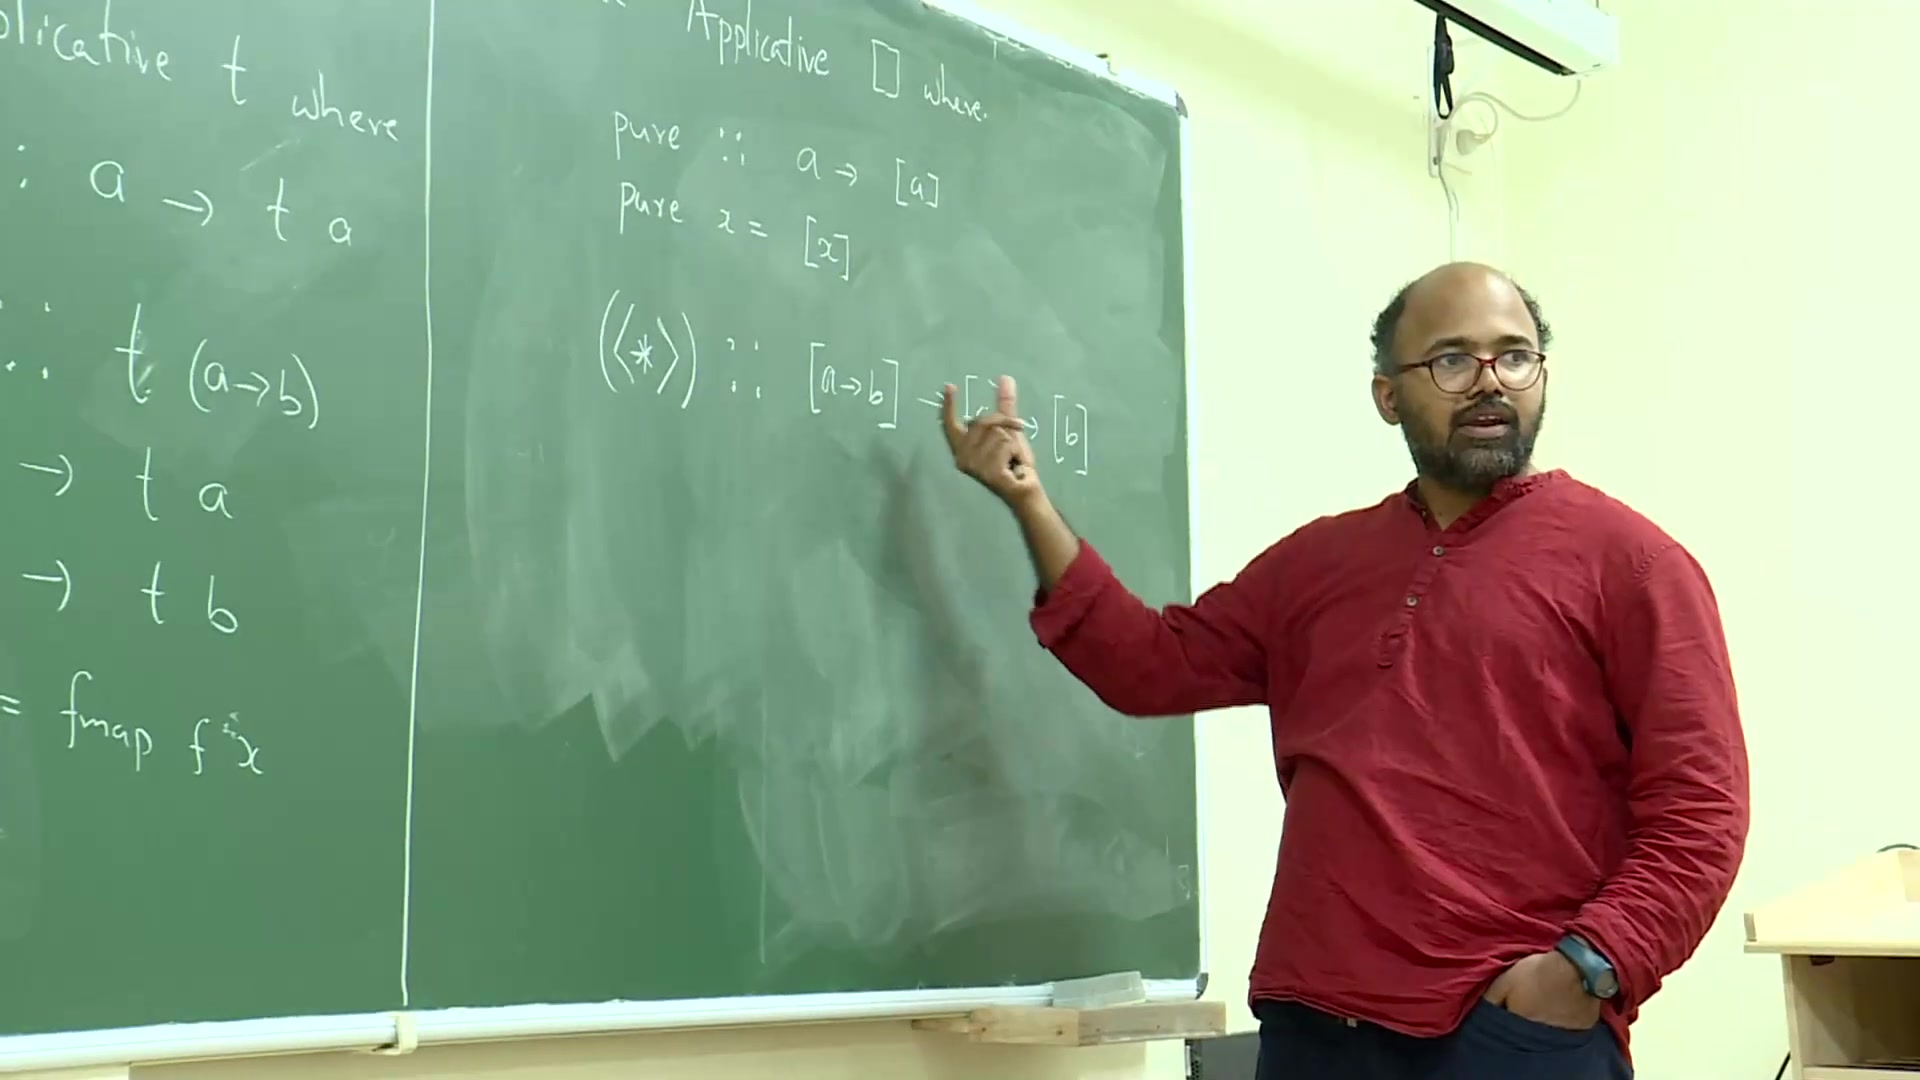 plicative t where
: a → t a
:: t (a→b)
→ t a
→ t b
= fmap f x
Applicative [] where
pure :: a → [a]
pure x = [x]
(<*>) :: [a→b] → [a] → [b]